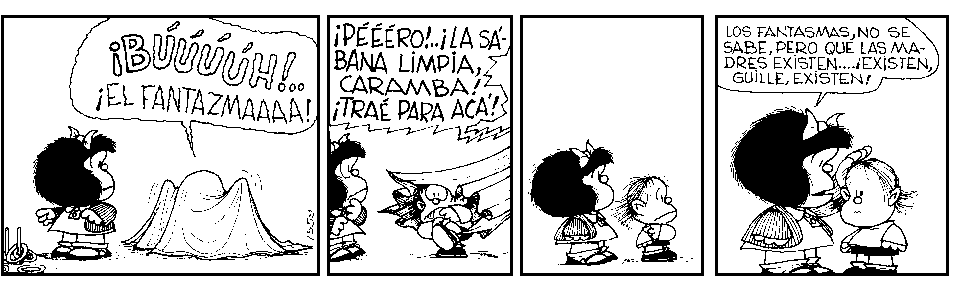 ¡BÚÚÚÚH!..
¡EL FANTAZMAAAA!
¡PÉÉÉRO!..¡LA SÁ-
BANA LIMPIA,
CARAMBA!
¡TRAÉ PARA ACÁ!
LOS FANTASMAS, NO SE
SABE, PERO QUE LAS MA-
DRES EXISTEN....¡EXISTEN,
GUILLE, EXISTEN!